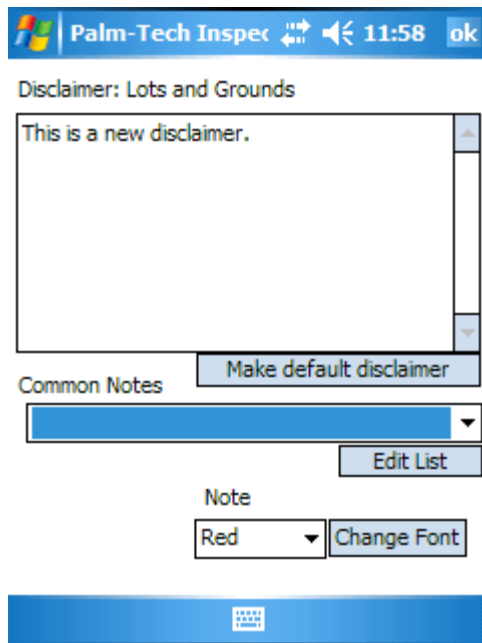 Palm-Tech Inspec 11:58 ok
Disclaimer: Lots and Grounds
This is a new disclaimer.
Make default disclaimer
Common Notes
Edit List
Note
Red Change Font